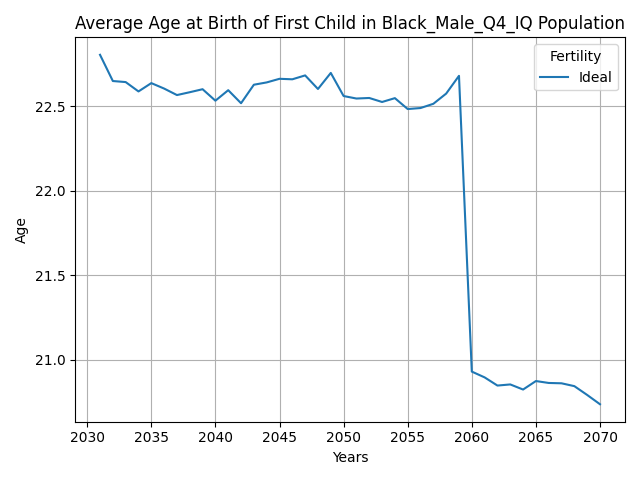 Average Age at Birth of First Child in Black_Male_Q4_IQ Population
Fertility
Ideal
Age
22.5
22.0
21.5
21.0
2030 2035 2040 2045 2050 2055 2060 2065 2070
Years